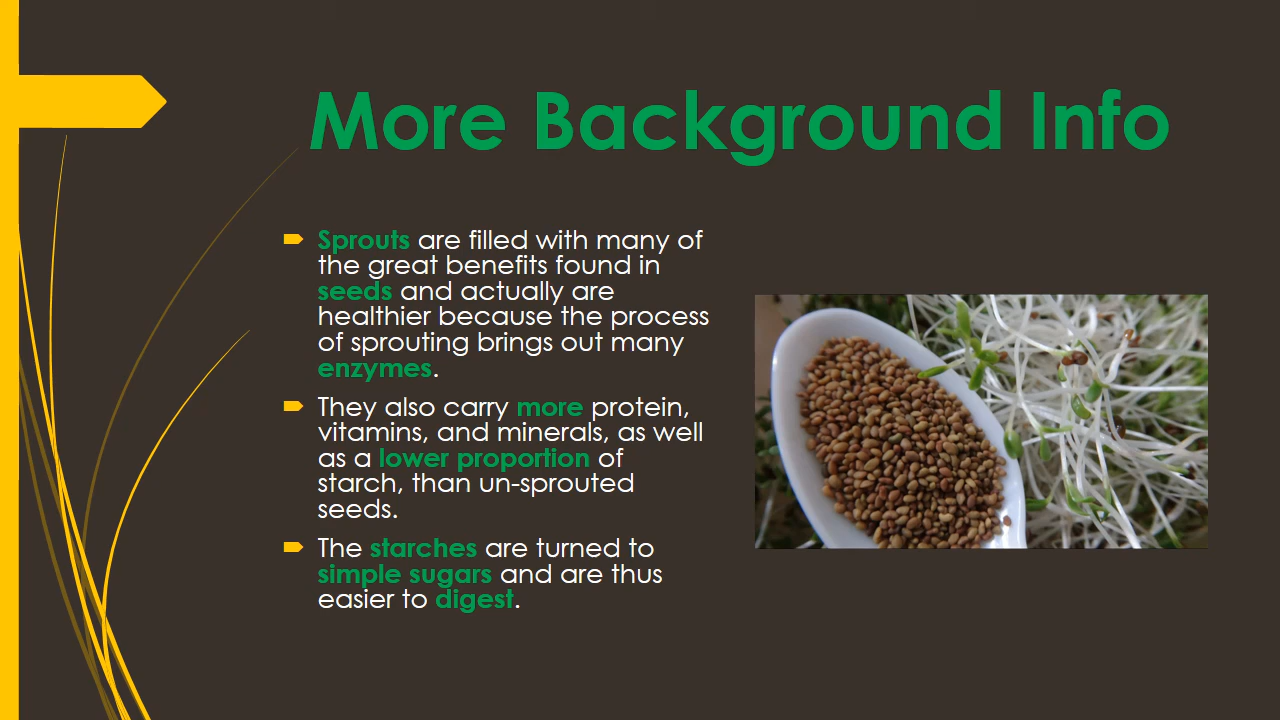 More Background Info
Sprouts are filled with many of
the great benefits found in
seeds and actually are
healthier because the process
of sprouting brings out many
enzymes.
They also carry more protein,
vitamins, and minerals, as well
as a lower proportion of
starch, than un-sprouted
seeds.
The starches are turned to
simple sugars and are thus
easier to digest.